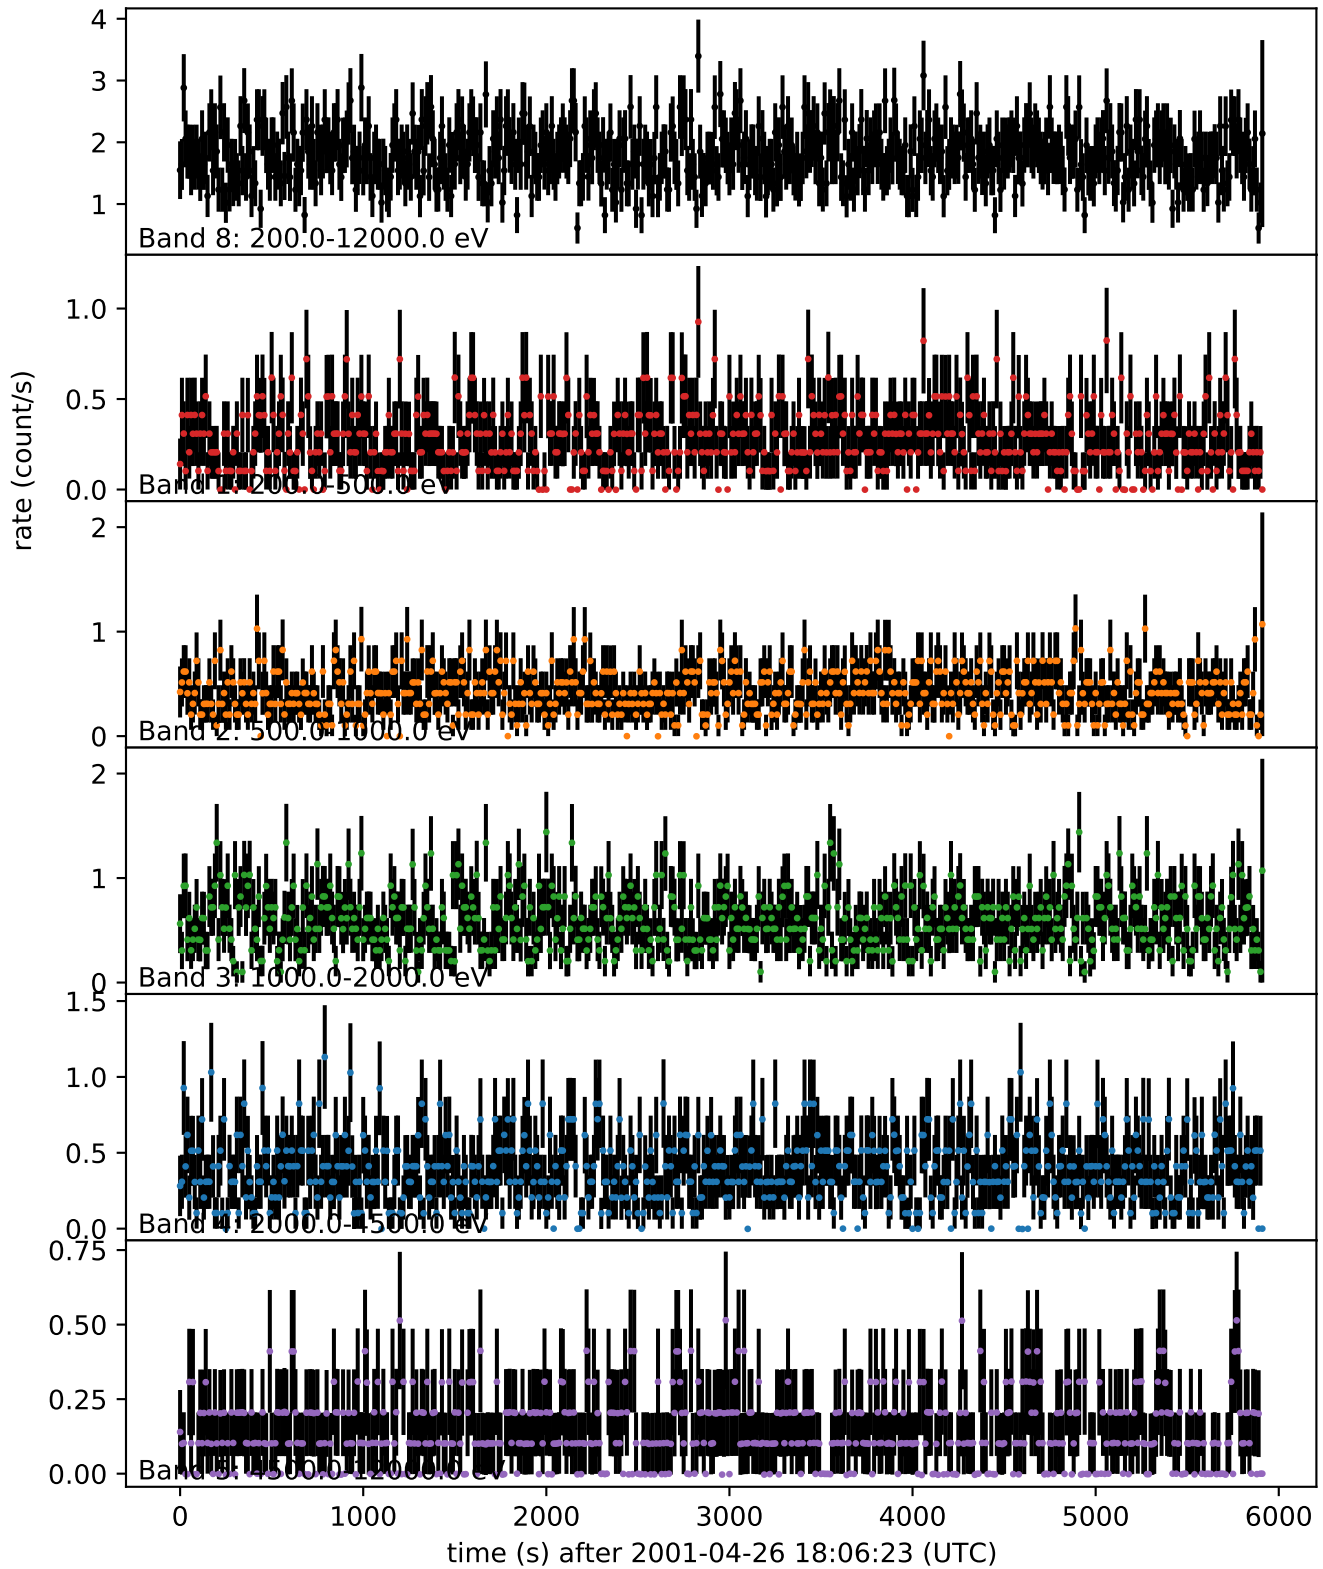 4
3
2
1
Band 8: 200.0-12000.0 eV
1.0
0.5
0.0
Band 1: 200.0-500.0 eV
rate (count/s)
2
1
0
Band 2: 500.0-1000.0 eV
2
1
0
Band 3: 1000.0-2000.0 eV
1.5
1.0
0.5
0.0
Band 4: 2000.0-4500.0 eV
0.75
0.50
0.25
0.00
Band 5: 4500.0-12000.0 eV
0 1000 2000 3000 4000 5000 6000
time (s) after 2001-04-26 18:06:23 (UTC)